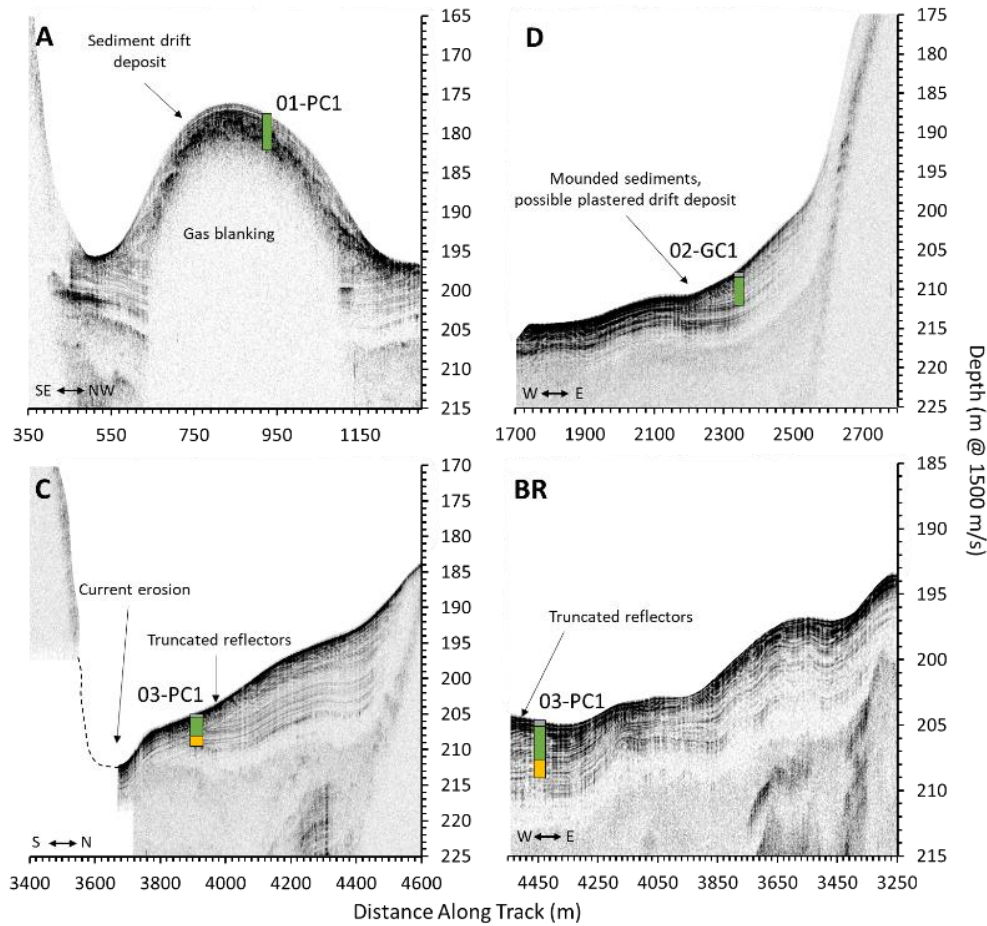 A
Sediment drift
deposit
01-PC1
Gas blanking
SE NW
165
170
175
180
185
190
195
200
205
210
215
350 550 750 950 1150
D
Mounded sediments,
possible plastered drift deposit
02-GC1
W E
175
180
185
190
195
200
205
210
215
220
225
1700 1900 2100 2300 2500 2700
C
Current erosion
Truncated reflectors
03-PC1
S N
170
175
180
185
190
195
200
205
210
215
220
225
3400 3600 3800 4000 4200 4400 4600
BR
Truncated reflectors
03-PC1
W E
185
190
195
200
205
210
215
4450 4250 4050 3850 3650 3450 3250
Depth (m @ 1500 m/s)
Distance Along Track (m)